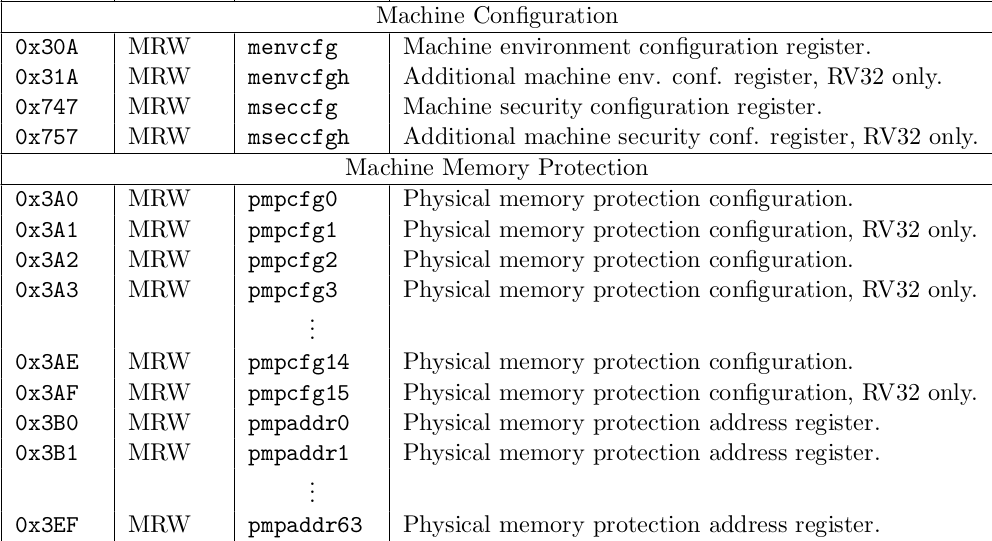 Machine Configuration
0x30A MRW menvcfg Machine environment configuration register.
0x31A MRW menvcfgh Additional machine env. conf. register, RV32 only.
0x747 MRW mseccfg Machine security configuration register.
0x757 MRW mseccfgh Additional machine security conf. register, RV32 only.
Machine Memory Protection
0x3A0 MRW pmpcfg0 Physical memory protection configuration.
0x3A1 MRW pmpcfg1 Physical memory protection configuration, RV32 only.
0x3A2 MRW pmpcfg2 Physical memory protection configuration.
0x3A3 MRW pmpcfg3 Physical memory protection configuration, RV32 only.
⋮
0x3AE MRW pmpcfg14 Physical memory protection configuration.
0x3AF MRW pmpcfg15 Physical memory protection configuration, RV32 only.
0x3B0 MRW pmpaddr0 Physical memory protection address register.
0x3B1 MRW pmpaddr1 Physical memory protection address register.
⋮
0x3EF MRW pmpaddr63 Physical memory protection address register.